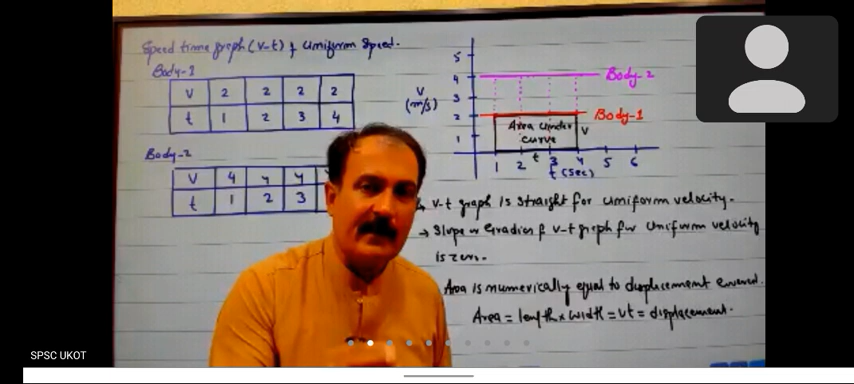 Speed time graph (v-t) of Uniform Speed.
Body-1
V 2 2 2 2
t 1 2 3 4
Body-2
V 4 4 4
t 1 2 3
5
4 Body-2
V
3
(m/s)
2 Body-1
Area under
1 curve V
t
1 2 3 4 5 6
t (sec)
v-t graph is straight for uniform velocity.
→ Slope or Gradion of v-t graph for uniform velocity
is zero.
Area is numerically equal to displacement covered.
Area = length × width = vt = displacement.
SPSC UKOT